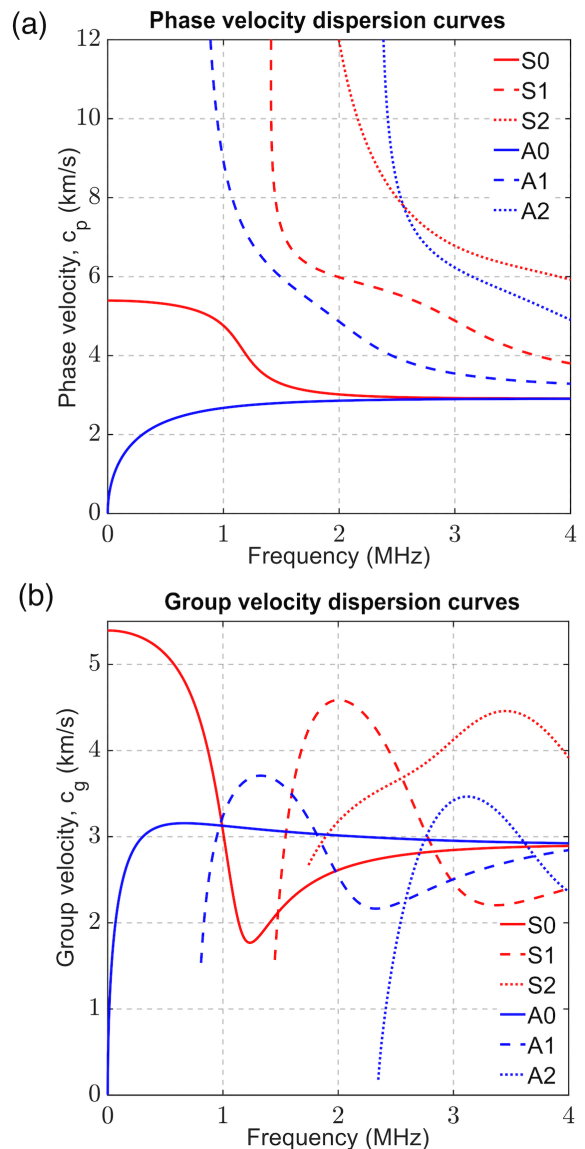 (a)
Phase velocity dispersion curves
12
10
8
6
4
2
0
Phase velocity, cp (km/s)
S0
S1
S2
A0
A1
A2
0 1 2 3 4
Frequency (MHz)
(b)
Group velocity dispersion curves
5
4
3
2
1
0
Group velocity, cg (km/s)
S0
S1
S2
A0
A1
A2
0 1 2 3 4
Frequency (MHz)